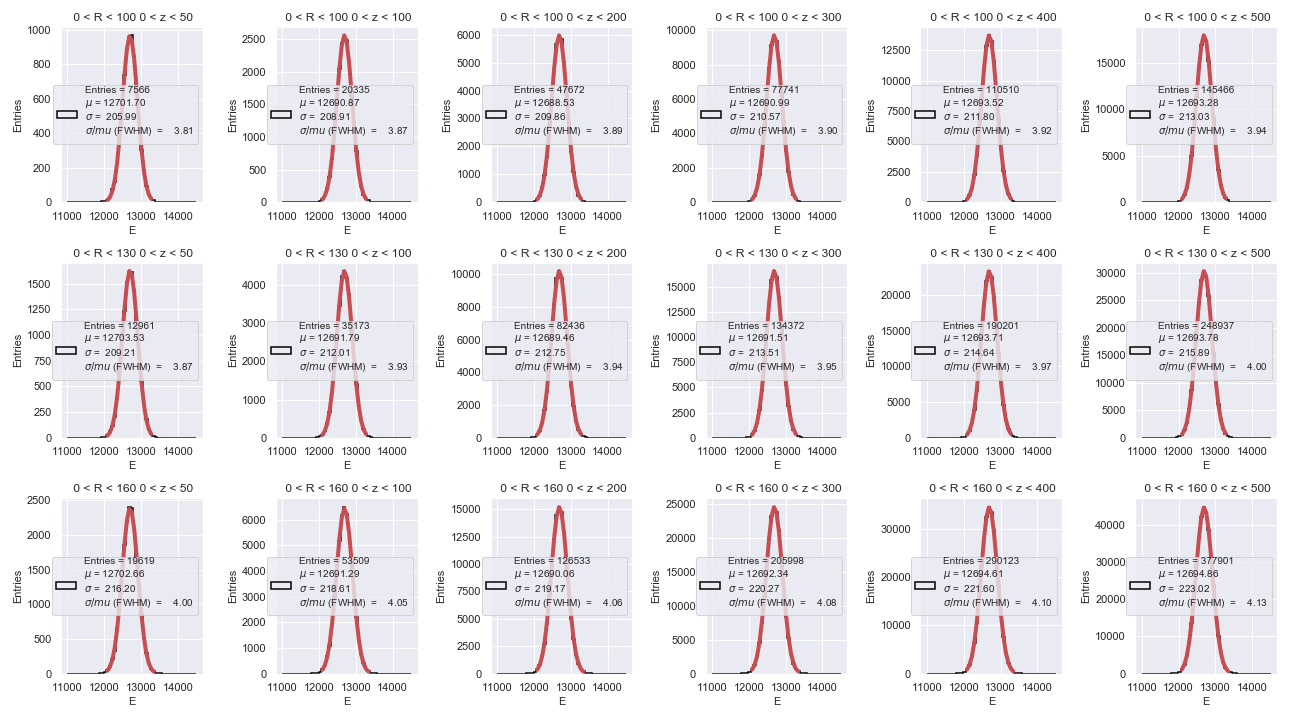 0 < R < 100 0 < z < 50
Entries
1000
800
600
400
200
0
Entries = 7566
μ = 12701.70
σ = 205.99
σ/mu (FWHM) = 3.81
11000 12000 13000 14000
E
0 < R < 100 0 < z < 100
Entries
2500
2000
1500
1000
500
0
Entries = 20335
μ = 12690.87
σ = 208.91
σ/mu (FWHM) = 3.87
11000 12000 13000 14000
E
0 < R < 100 0 < z < 200
Entries
6000
5000
4000
3000
2000
1000
0
Entries = 47672
μ = 12688.53
σ = 209.86
σ/mu (FWHM) = 3.89
11000 12000 13000 14000
E
0 < R < 100 0 < z < 300
Entries
10000
8000
6000
4000
2000
0
Entries = 77741
μ = 12690.99
σ = 210.57
σ/mu (FWHM) = 3.90
11000 12000 13000 14000
E
0 < R < 100 0 < z < 400
Entries
12500
10000
7500
5000
2500
0
Entries = 110510
μ = 12693.52
σ = 211.80
σ/mu (FWHM) = 3.92
11000 12000 13000 14000
E
0 < R < 100 0 < z < 500
Entries
15000
10000
5000
0
Entries = 145466
μ = 12693.28
σ = 213.03
σ/mu (FWHM) = 3.94
11000 12000 13000 14000
E
0 < R < 130 0 < z < 50
Entries
1500
1250
1000
750
500
250
0
Entries = 12961
μ = 12703.53
σ = 209.21
σ/mu (FWHM) = 3.87
11000 12000 13000 14000
E
0 < R < 130 0 < z < 100
Entries
4000
3000
2000
1000
0
Entries = 35173
μ = 12691.79
σ = 212.01
σ/mu (FWHM) = 3.93
11000 12000 13000 14000
E
0 < R < 130 0 < z < 200
Entries
10000
8000
6000
4000
2000
0
Entries = 82436
μ = 12689.46
σ = 212.75
σ/mu (FWHM) = 3.94
11000 12000 13000 14000
E
0 < R < 130 0 < z < 300
Entries
15000
12500
10000
7500
5000
2500
0
Entries = 134372
μ = 12691.51
σ = 213.51
σ/mu (FWHM) = 3.95
11000 12000 13000 14000
E
0 < R < 130 0 < z < 400
Entries
20000
15000
10000
5000
0
Entries = 190201
μ = 12693.71
σ = 214.64
σ/mu (FWHM) = 3.97
11000 12000 13000 14000
E
0 < R < 130 0 < z < 500
Entries
30000
25000
20000
15000
10000
5000
0
Entries = 248937
μ = 12693.78
σ = 215.89
σ/mu (FWHM) = 4.00
11000 12000 13000 14000
E
0 < R < 160 0 < z < 50
Entries
2500
2000
1500
1000
500
0
Entries = 19619
μ = 12702.66
σ = 216.20
σ/mu (FWHM) = 4.00
11000 12000 13000 14000
E
0 < R < 160 0 < z < 100
Entries
6000
5000
4000
3000
2000
1000
0
Entries = 53509
μ = 12691.29
σ = 218.61
σ/mu (FWHM) = 4.05
11000 12000 13000 14000
E
0 < R < 160 0 < z < 200
Entries
15000
12500
10000
7500
5000
2500
0
Entries = 126533
μ = 12690.06
σ = 219.17
σ/mu (FWHM) = 4.06
11000 12000 13000 14000
E
0 < R < 160 0 < z < 300
Entries
25000
20000
15000
10000
5000
0
Entries = 205998
μ = 12692.34
σ = 220.27
σ/mu (FWHM) = 4.08
11000 12000 13000 14000
E
0 < R < 160 0 < z < 400
Entries
30000
20000
10000
0
Entries = 290123
μ = 12694.61
σ = 221.60
σ/mu (FWHM) = 4.10
11000 12000 13000 14000
E
0 < R < 160 0 < z < 500
Entries
40000
30000
20000
10000
0
Entries = 377901
μ = 12694.86
σ = 223.02
σ/mu (FWHM) = 4.13
11000 12000 13000 14000
E